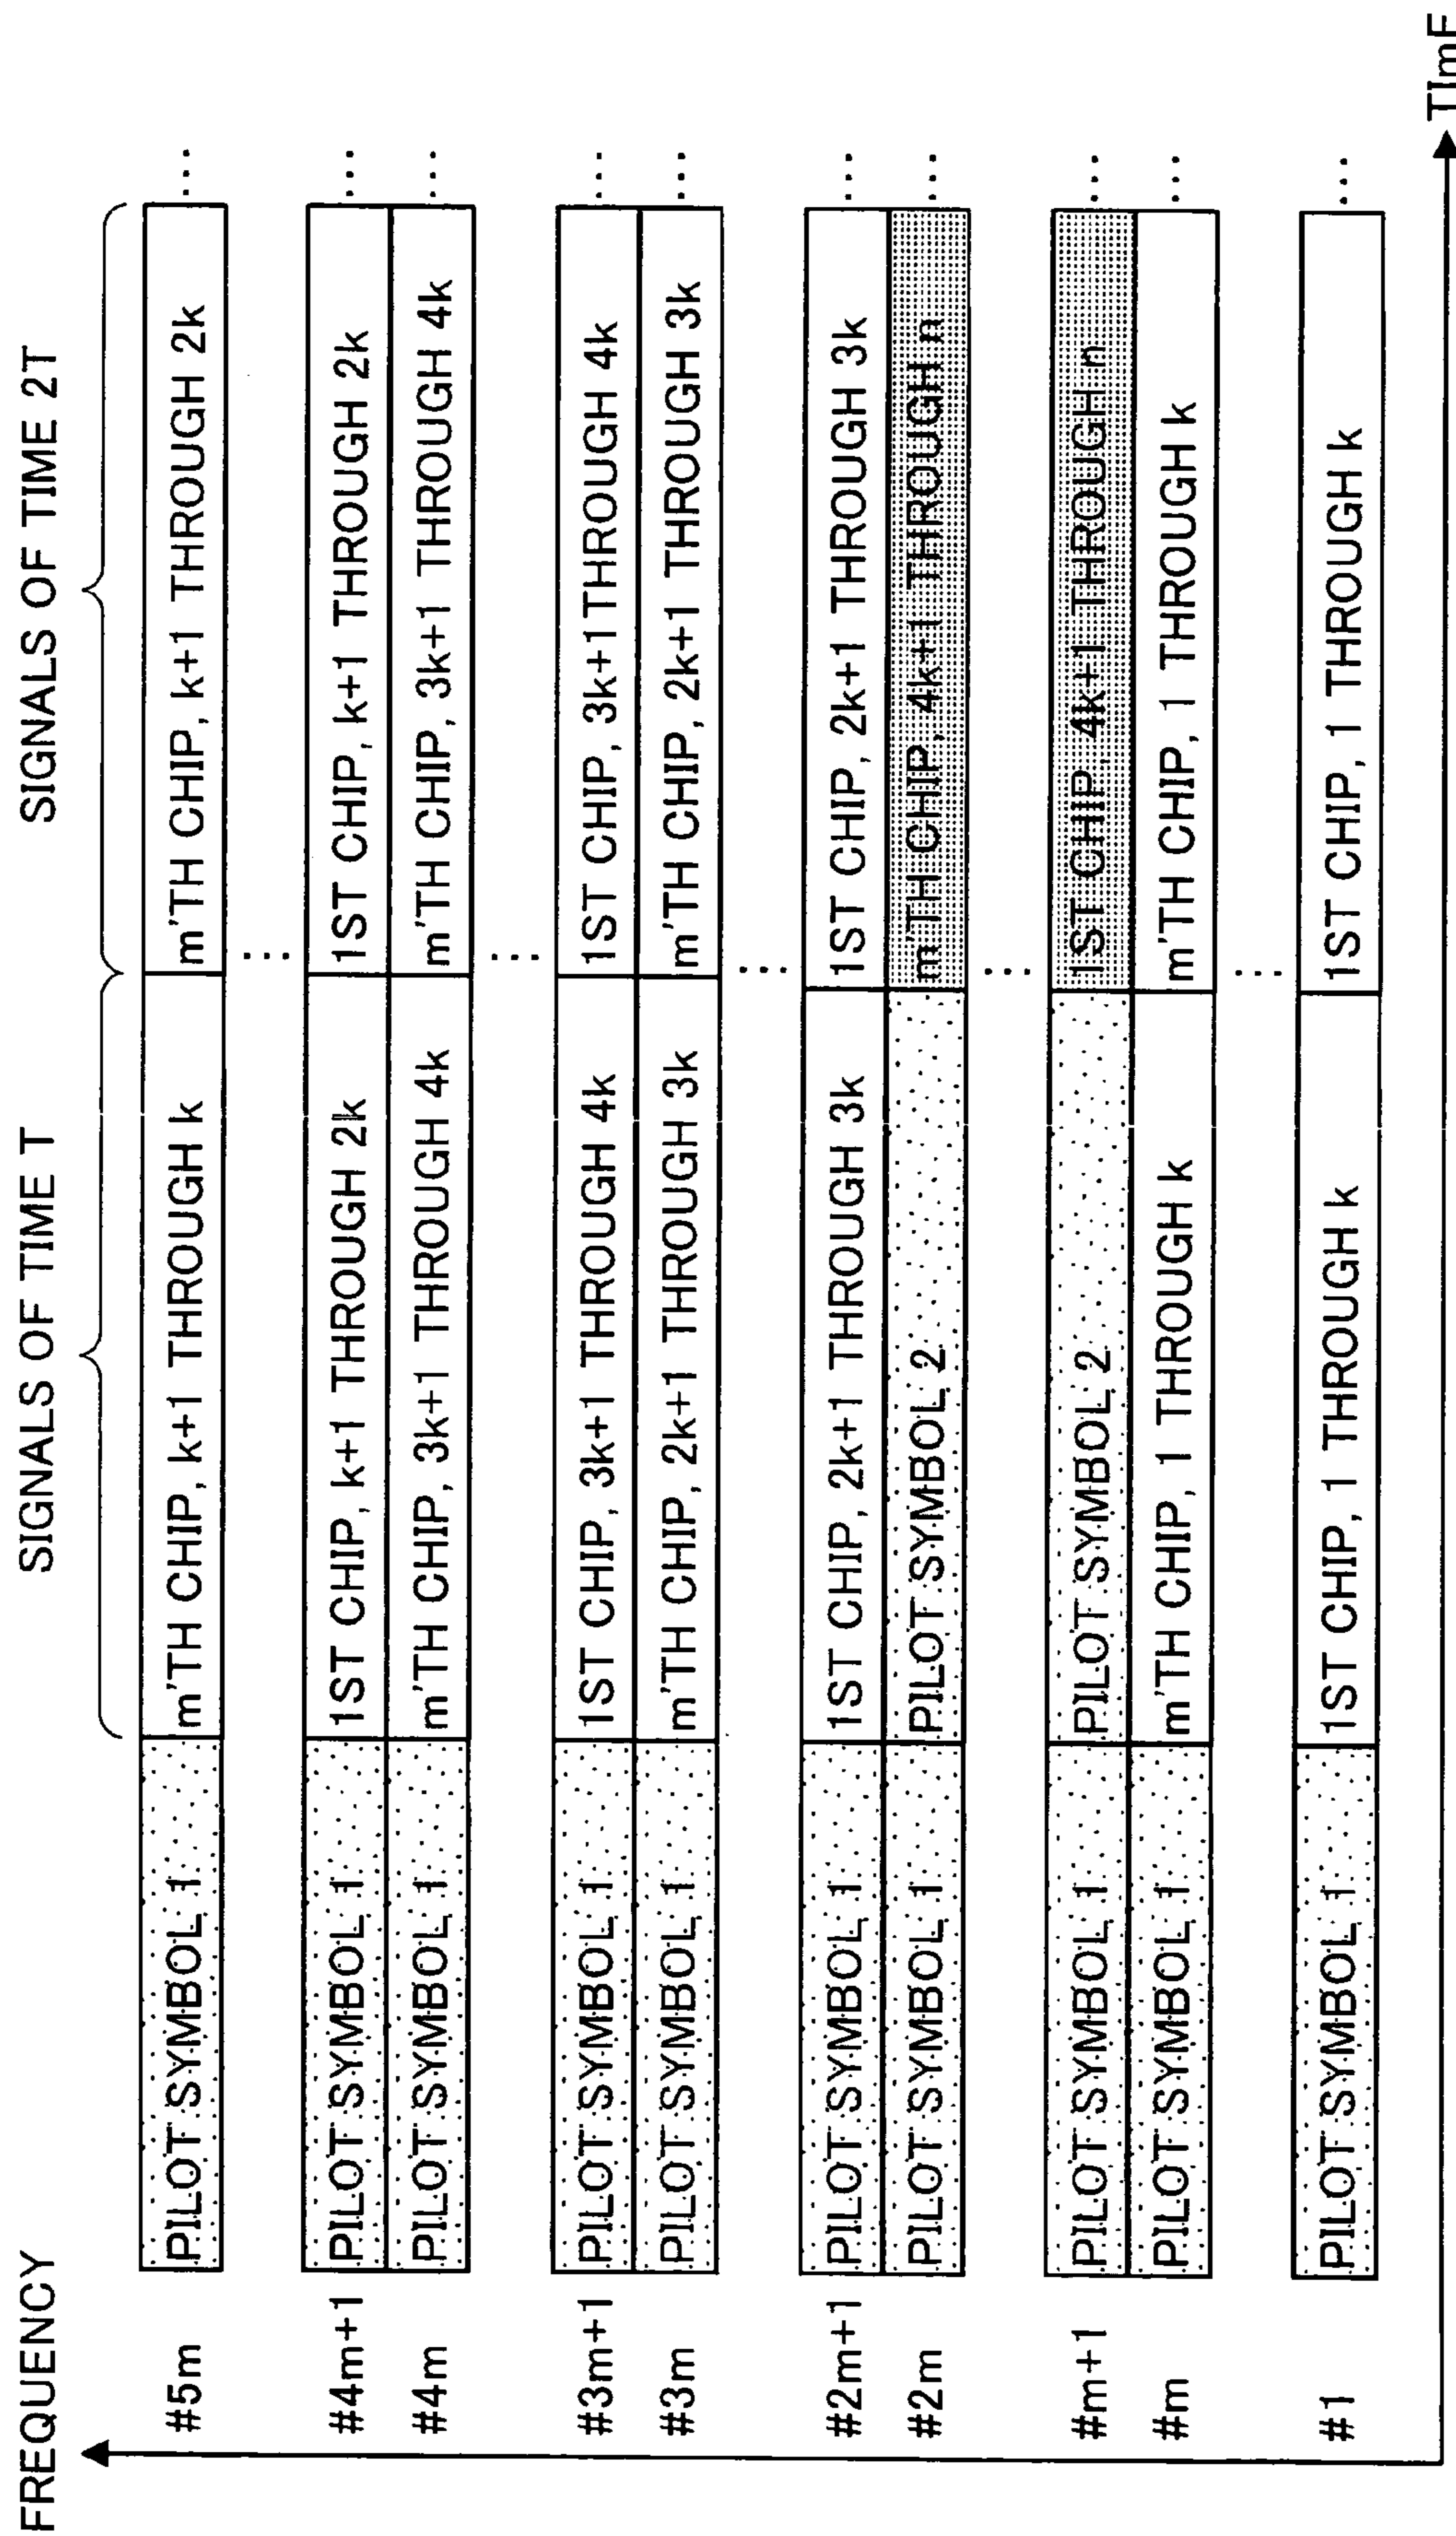 FREQUENCY
SIGNALS OF TIME T
SIGNALS OF TIME 2T
#5m PILOT SYMBOL 1 m'TH CHIP, k+1 THROUGH k m'TH CHIP, k+1 THROUGH 2k ...
... 
#4m+1 PILOT SYMBOL 1 1ST CHIP, k+1 THROUGH 2k 1ST CHIP, k+1 THROUGH 2k ...
#4m PILOT SYMBOL 1 m'TH CHIP, 3k+1 THROUGH 4k m'TH CHIP, 3k+1 THROUGH 4k ...
...
#3m+1 PILOT SYMBOL 1 1ST CHIP, 3k+1 THROUGH 4k 1ST CHIP, 3k+1THROUGH 4k ...
#3m PILOT SYMBOL 1 m'TH CHIP, 2k+1 THROUGH 3k m'TH CHIP, 2k+1 THROUGH 3k ...
...
#2m+1 PILOT SYMBOL 1 1ST CHIP, 2k+1 THROUGH 3k 1ST CHIP, 2k+1 THROUGH 3k ...
#2m PILOT SYMBOL 1 PILOT SYMBOL 2 m'TH CHIP, 4k+1 THROUGH n ...
...
#m+1 PILOT SYMBOL 1 PILOT SYMBOL 2 1ST CHIP, 4k+1 THROUGH n ...
#m PILOT SYMBOL 1 m'TH CHIP, 1 THROUGH k m'TH CHIP, 1 THROUGH k ...
...
#1 PILOT SYMBOL 1 1ST CHIP, 1 THROUGH k 1ST CHIP, 1 THROUGH k ...
TImE